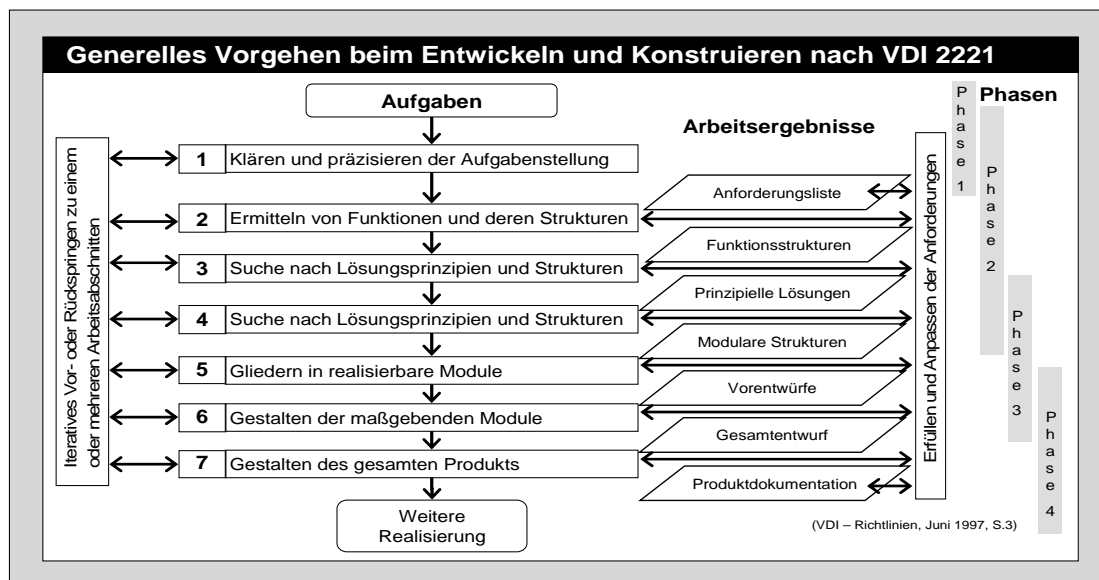 Generelles Vorgehen beim Entwickeln und Konstruieren nach VDI 2221
Aufgaben
Phasen
Arbeitsergebnisse
Iteratives Vor- oder Rückspringen zu einem
oder mehreren Arbeitsabschnitten
1 Klären und präzisieren der Aufgabenstellung
Anforderungsliste
2 Ermitteln von Funktionen und deren Strukturen
Funktionsstrukturen
3 Suche nach Lösungsprinzipien und Strukturen
Prinzipielle Lösungen
4 Suche nach Lösungsprinzipien und Strukturen
Modulare Strukturen
5 Gliedern in realisierbare Module
Vorentwürfe
6 Gestalten der maßgebenden Module
Gesamtentwurf
7 Gestalten des gesamten Produkts
Produktdokumentation
Weitere
Realisierung
Erfüllen und Anpassen der Anforderungen
Phase 1
Phase 2
Phase 3
Phase 4
(VDI – Richtlinien, Juni 1997, S.3)